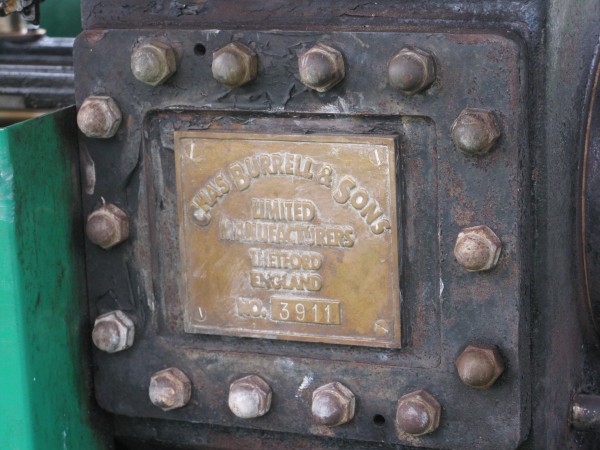 CHAS BURRELL & SONS
LIMITED
MANUFACTURERS
THETFORD
ENGLAND
NO. 3911